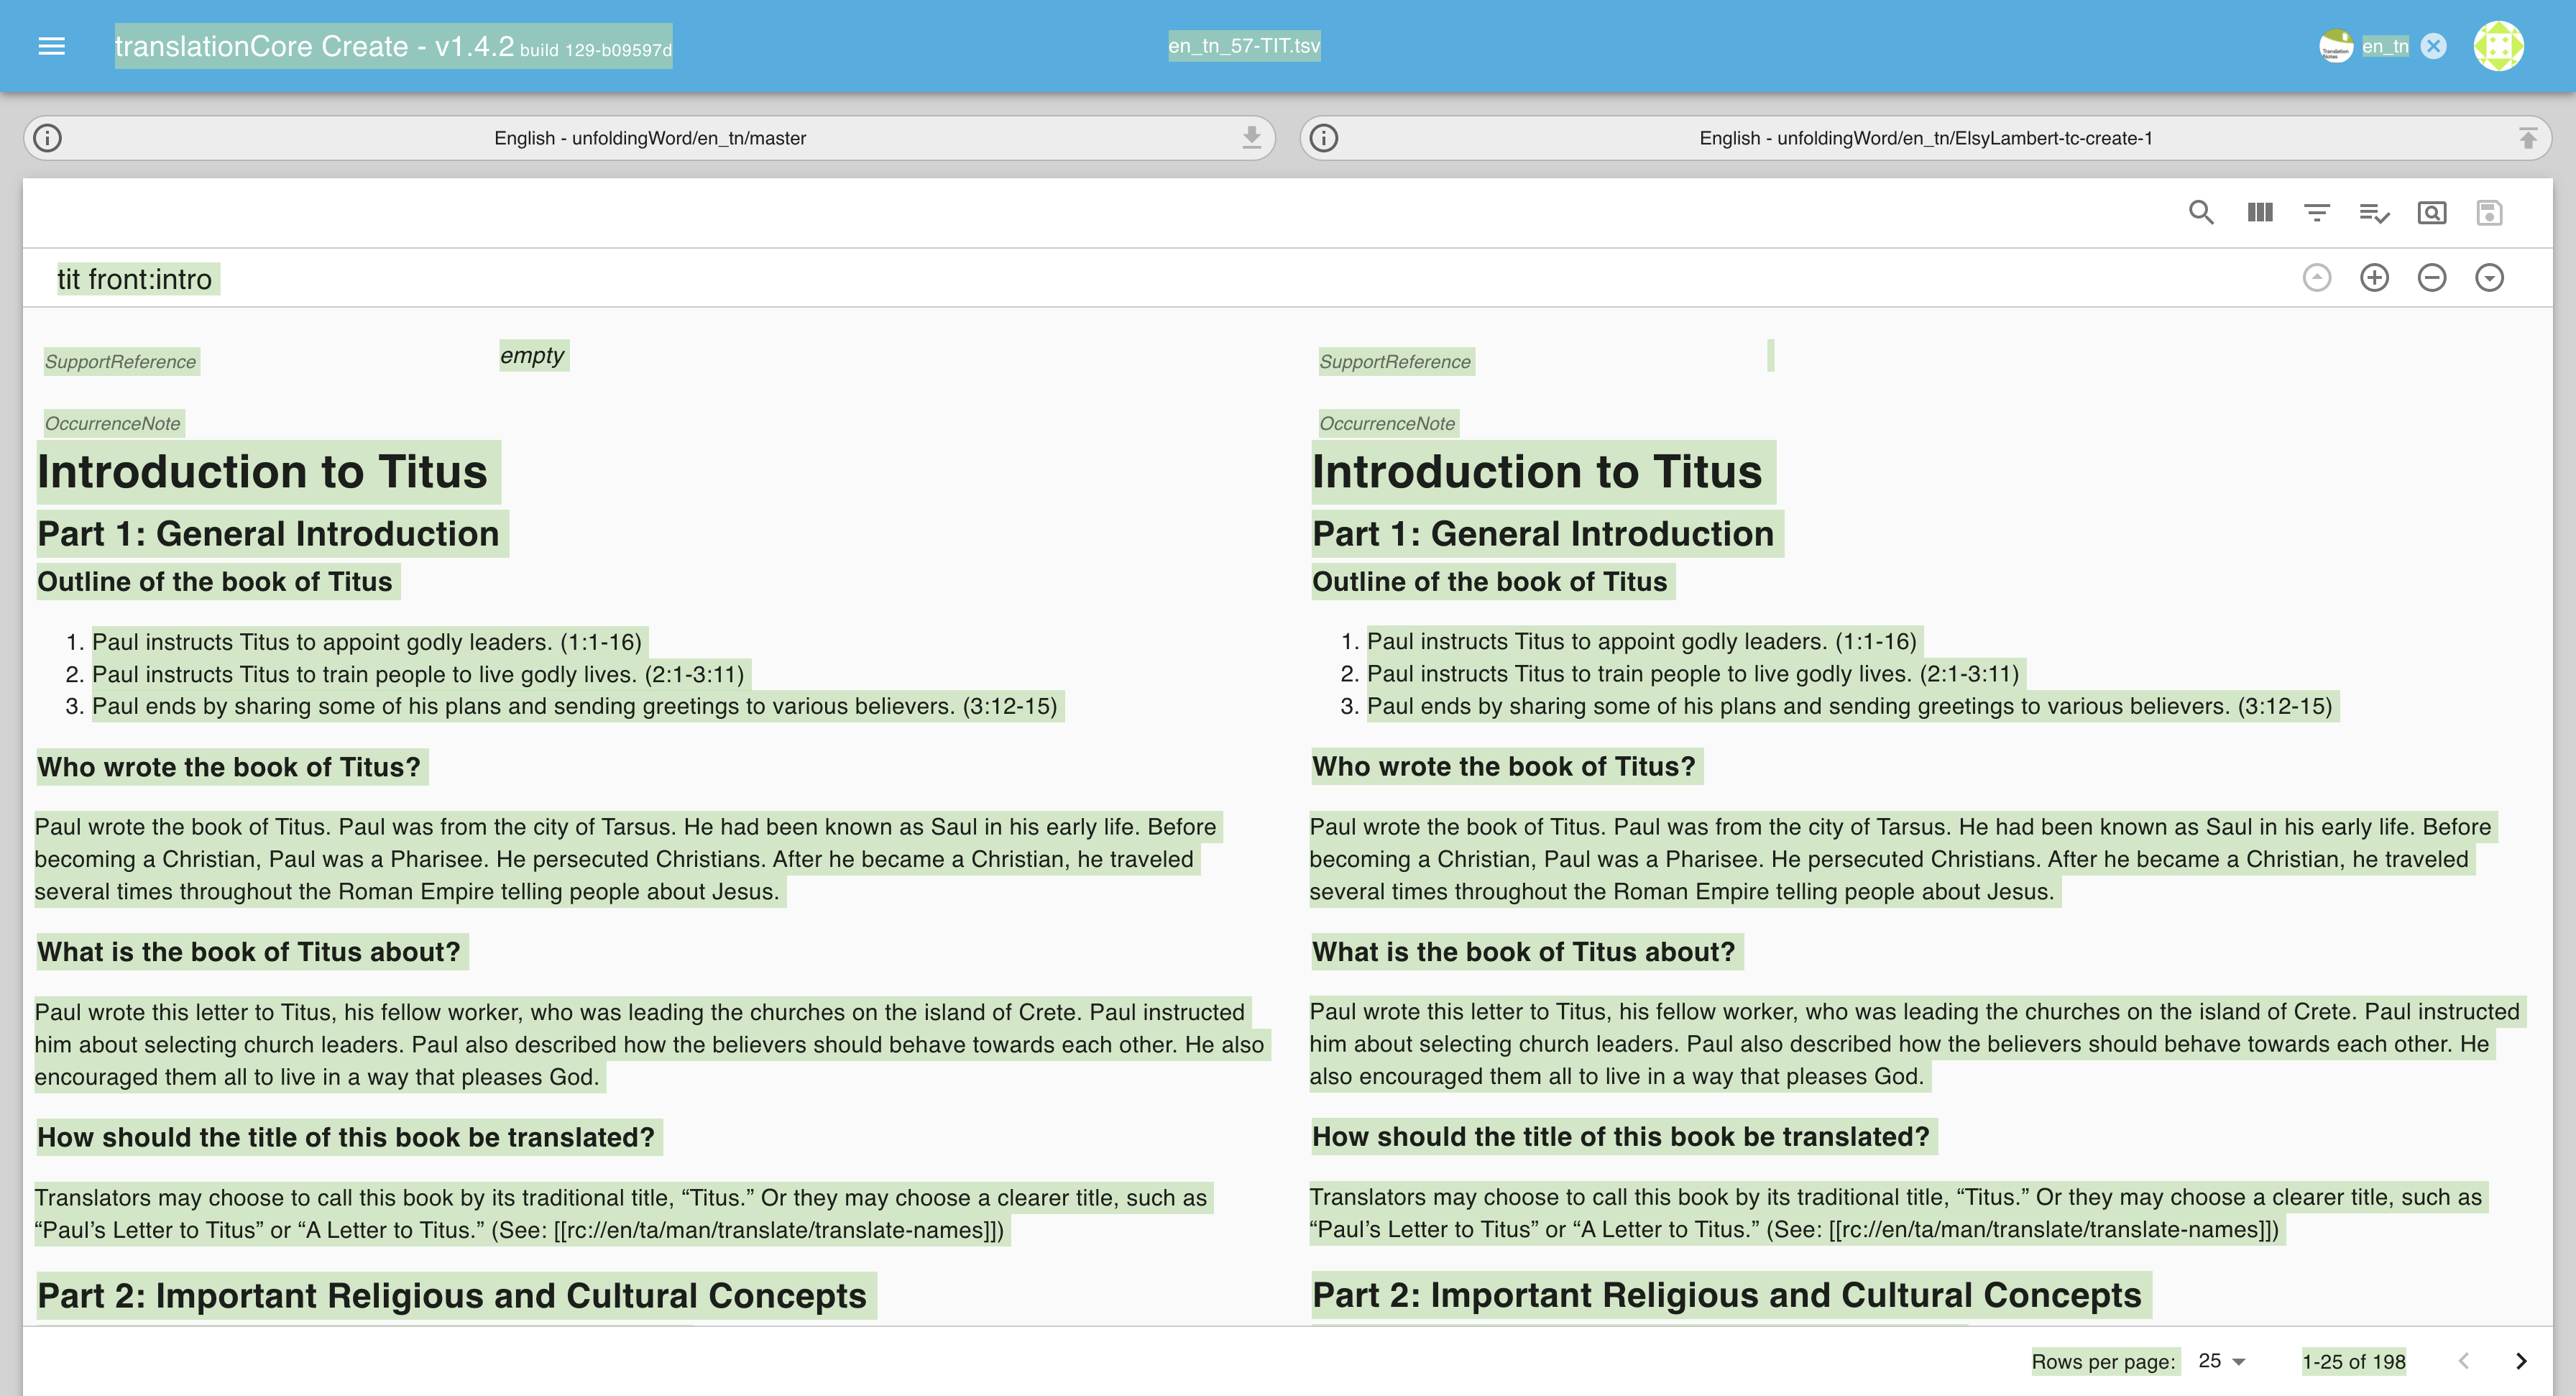 translationCore Create - v1.4.2 build 129-b09597d
en_tn_57-TIT.tsv
en_tn
English - unfoldingWord/en_tn/master
English - unfoldingWord/en_tn/ElsyLambert-tc-create-1
tit front:intro
SupportReference
empty
OccurrenceNote
Introduction to Titus
Part 1: General Introduction
Outline of the book of Titus
1. Paul instructs Titus to appoint godly leaders. (1:1-16)
2. Paul instructs Titus to train people to live godly lives. (2:1-3:11)
3. Paul ends by sharing some of his plans and sending greetings to various believers. (3:12-15)
Who wrote the book of Titus?
Paul wrote the book of Titus. Paul was from the city of Tarsus. He had been known as Saul in his early life. Before
becoming a Christian, Paul was a Pharisee. He persecuted Christians. After he became a Christian, he traveled
several times throughout the Roman Empire telling people about Jesus.
What is the book of Titus about?
Paul wrote this letter to Titus, his fellow worker, who was leading the churches on the island of Crete. Paul instructed
him about selecting church leaders. Paul also described how the believers should behave towards each other. He also
encouraged them all to live in a way that pleases God.
How should the title of this book be translated?
Translators may choose to call this book by its traditional title, “Titus.” Or they may choose a clearer title, such as
“Paul’s Letter to Titus” or “A Letter to Titus.” (See: [[rc://en/ta/man/translate/translate-names]])
Part 2: Important Religious and Cultural Concepts
SupportReference
OccurrenceNote
Introduction to Titus
Part 1: General Introduction
Outline of the book of Titus
1. Paul instructs Titus to appoint godly leaders. (1:1-16)
2. Paul instructs Titus to train people to live godly lives. (2:1-3:11)
3. Paul ends by sharing some of his plans and sending greetings to various believers. (3:12-15)
Who wrote the book of Titus?
Paul wrote the book of Titus. Paul was from the city of Tarsus. He had been known as Saul in his early life. Before
becoming a Christian, Paul was a Pharisee. He persecuted Christians. After he became a Christian, he traveled
several times throughout the Roman Empire telling people about Jesus.
What is the book of Titus about?
Paul wrote this letter to Titus, his fellow worker, who was leading the churches on the island of Crete. Paul instructed
him about selecting church leaders. Paul also described how the believers should behave towards each other. He
also encouraged them all to live in a way that pleases God.
How should the title of this book be translated?
Translators may choose to call this book by its traditional title, “Titus.” Or they may choose a clearer title, such as
“Paul’s Letter to Titus” or “A Letter to Titus.” (See: [[rc://en/ta/man/translate/translate-names]])
Part 2: Important Religious and Cultural Concepts
Rows per page: 25
1-25 of 198